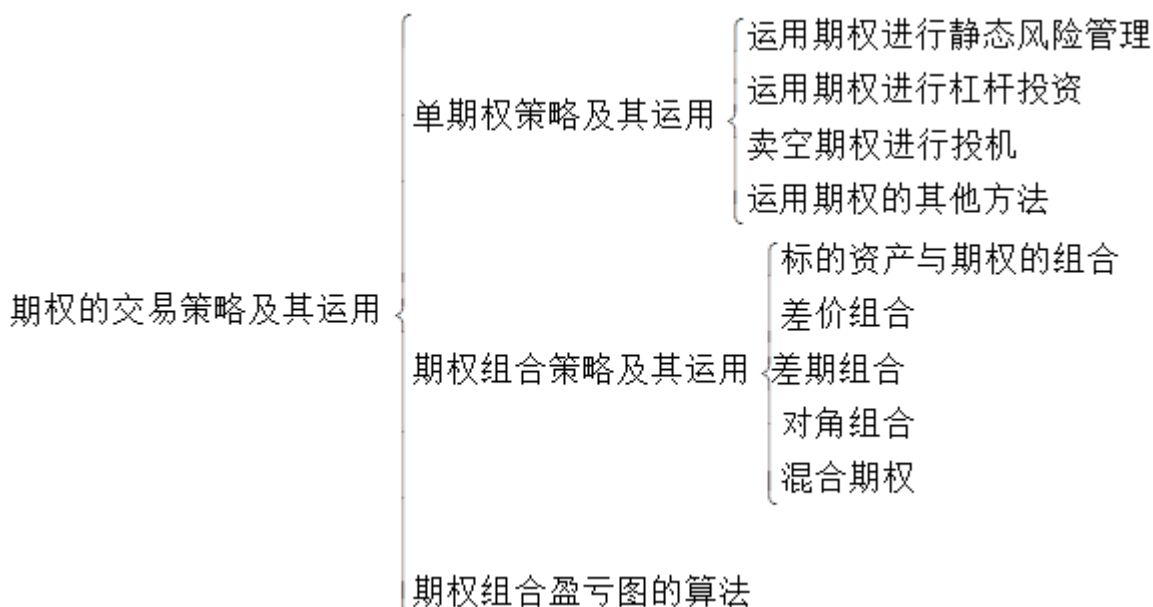 期权的交易策略及其运用
单期权策略及其运用
运用期权进行静态风险管理
运用期权进行杠杆投资
卖空期权进行投机
运用期权的其他方法
期权组合策略及其运用
标的资产与期权的组合
差价组合
差期组合
对角组合
混合期权
期权组合盈亏图的算法